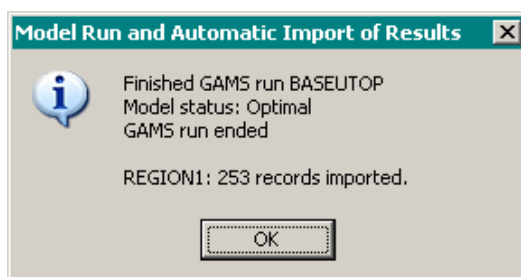 Model Run and Automatic Import of Results
Finished GAMS run BASEUTOP
Model status: Optimal
GAMS run ended
REGION1: 253 records imported.
OK